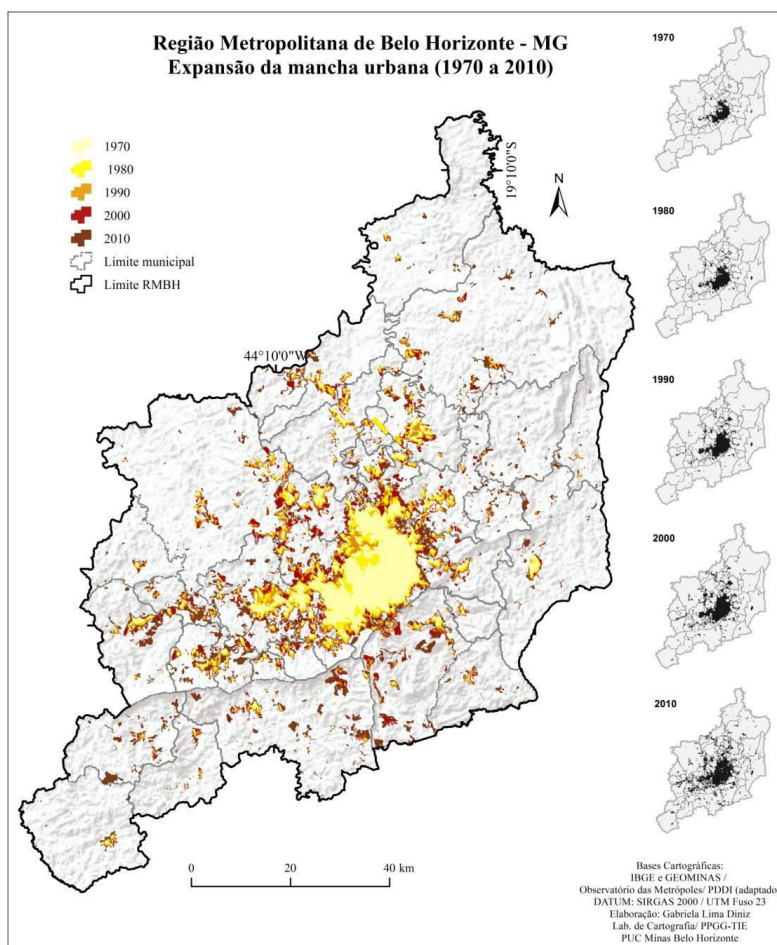 Região Metropolitana de Belo Horizonte - MG
Expansão da mancha urbana (1970 a 2010)
1970
1980
1990
2000
2010
Limite municipal
Limite RMBH
19°10'0"S
N
44°10'0"W
0 20 40 km
1970
1980
1990
2000
2010
Bases Cartográficas:
IBGE e GEOMINAS /
Observatório das Metrópoles/ PDDI (adaptado
DATUM: SIRGAS 2000 / UTM Fuso 23
Elaboração: Gabriela Lima Diniz
Lab. de Cartografia/ PPGG-TIE
PUC Minas Belo Horizonte